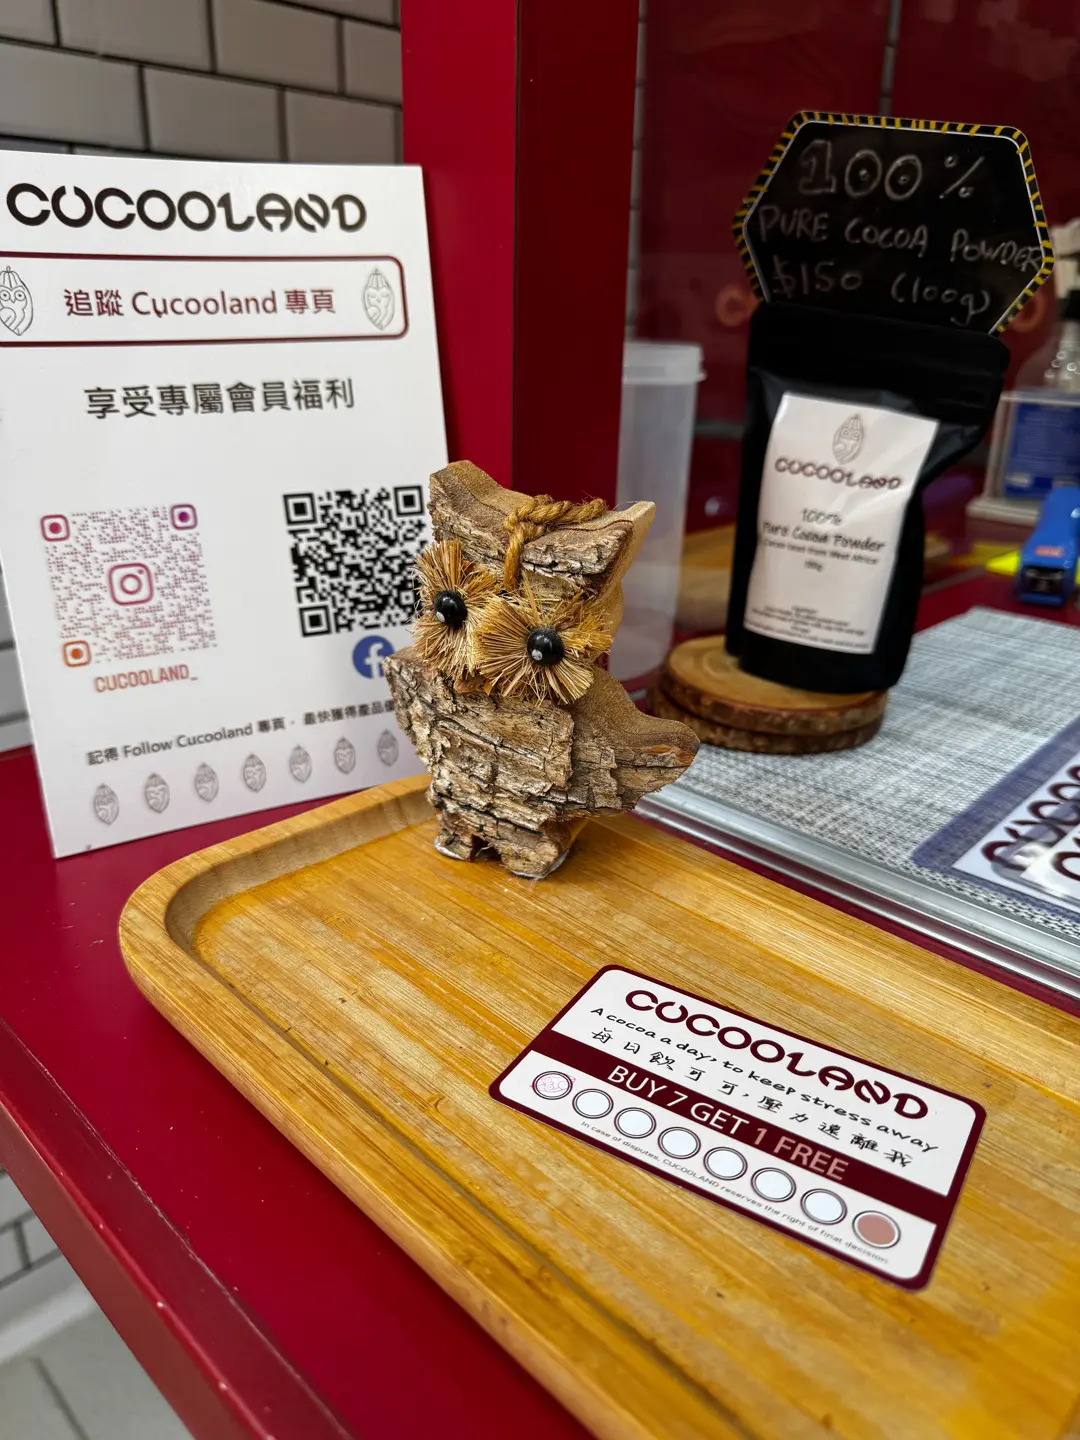 CUCOOLAND
追蹤 Cucooland 專頁
享受專屬會員福利
CUCOOLAND_
記得 Follow Cucooland 專頁，最快獲得產品優
100%
PURE COCOA POWDER
$150 (100g)
CUCOOLAND
100%
Pure Cocoa Powder
CUCOOLAND
A cocoa a day, to keep stress away
每日飲可可，壓力遠離我
BUY 7 GET 1 FREE
In case of disputes, CUCOOLAND reserves the right of final decision.